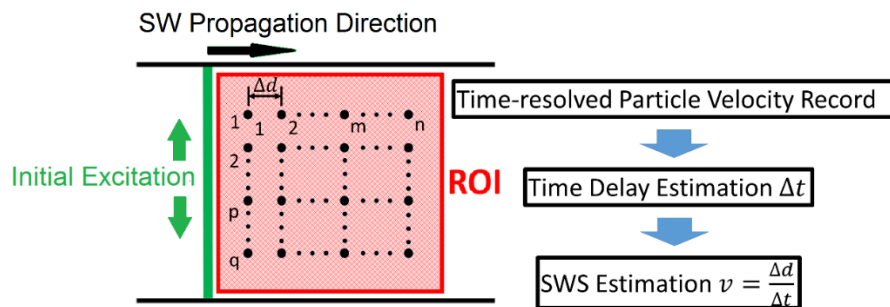 SW Propagation Direction
Δd
1 1 2 m n
2
p
q
Initial Excitation
ROI
Time-resolved Particle Velocity Record
Time Delay Estimation Δt
SWS Estimation v = Δd/Δt